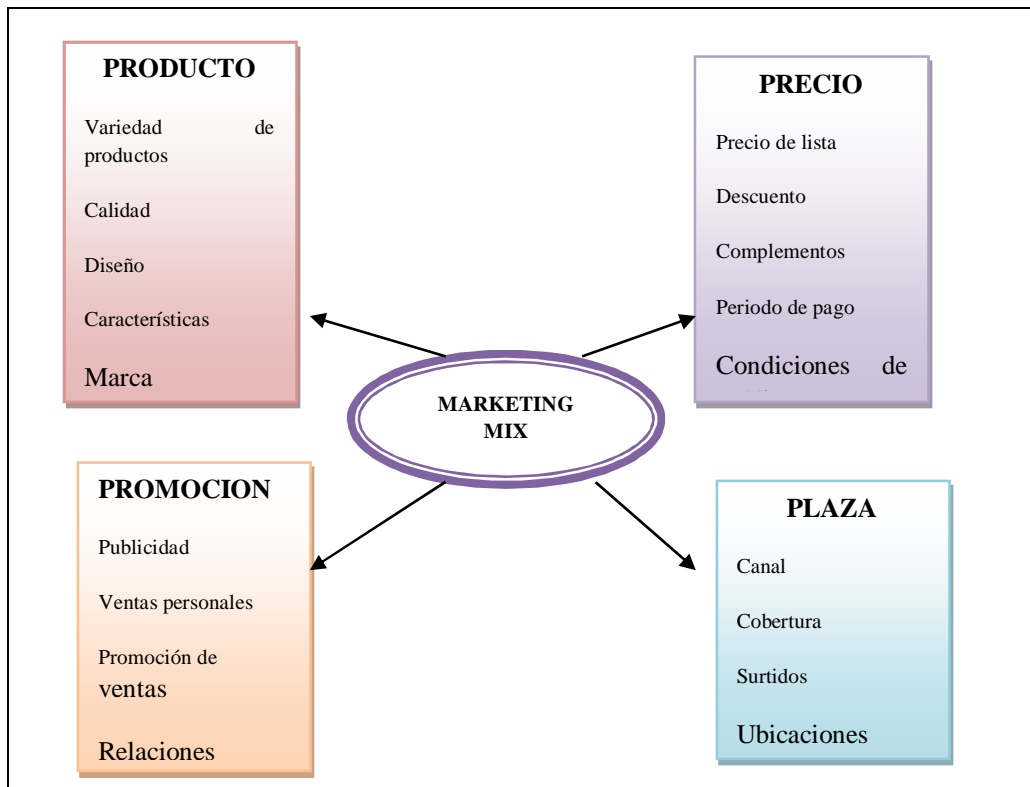 PRODUCTO
Variedad de
productos
Calidad
Diseño
Características
Marca
PRECIO
Precio de lista
Descuento
Complementos
Periodo de pago
Condiciones de
MARKETING
MIX
PROMOCION
Publicidad
Ventas personales
Promoción de
ventas
Relaciones
PLAZA
Canal
Cobertura
Surtidos
Ubicaciones